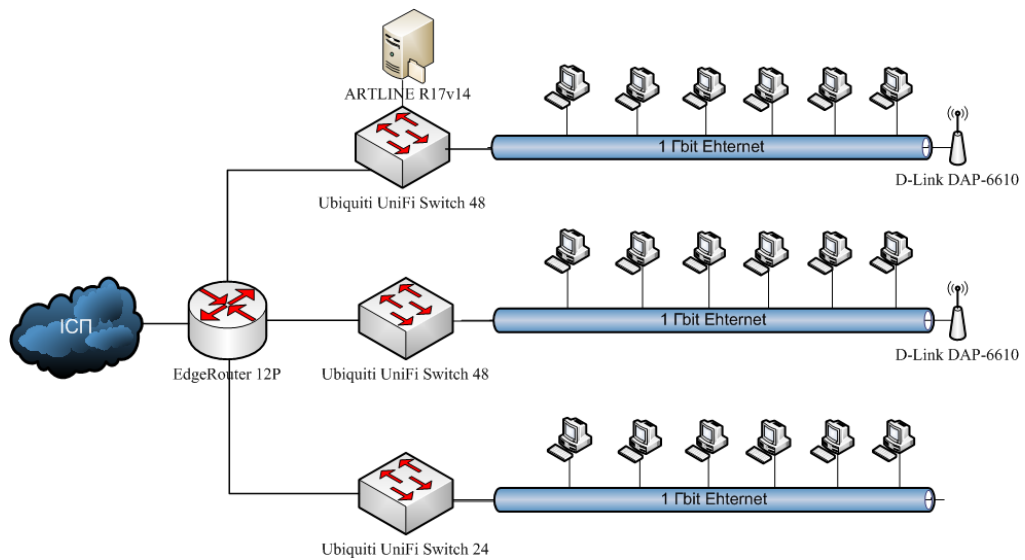 ARTLINE R17v14
1 Гbit Ehternet
D-Link DAP-6610
Ubiquiti UniFi Switch 48
ІСП
1 Гbit Ehternet
EdgeRouter 12P
Ubiquiti UniFi Switch 48
D-Link DAP-6610
1 Гbit Ehternet
Ubiquiti UniFi Switch 24